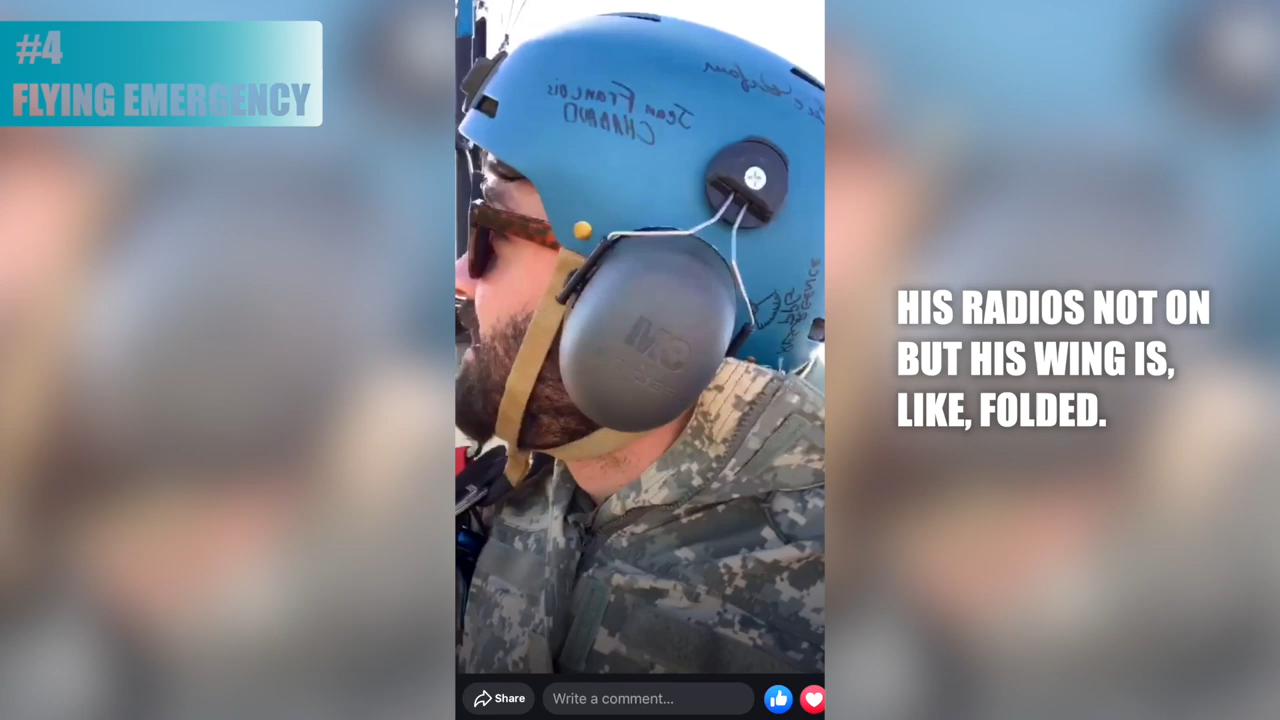 #4
FLYING EMERGENCY
Jean François
CHABAUD
M3
HIS RADIOS NOT ON
BUT HIS WING IS,
LIKE, FOLDED.
Share
Write a comment...